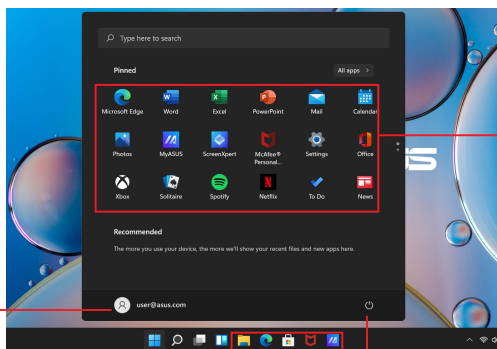 Type here to search
Pinned
All apps >
Microsoft Edge Word Excel PowerPoint Mail Calendar
Photos MyASUS ScreenXpert McAfee® Settings Office
Personal...
Xbox Solitaire Spotify Netflix To Do News
Recommended
The more you use your device, the more we'll show your recent files and new apps here.
user@asus.com